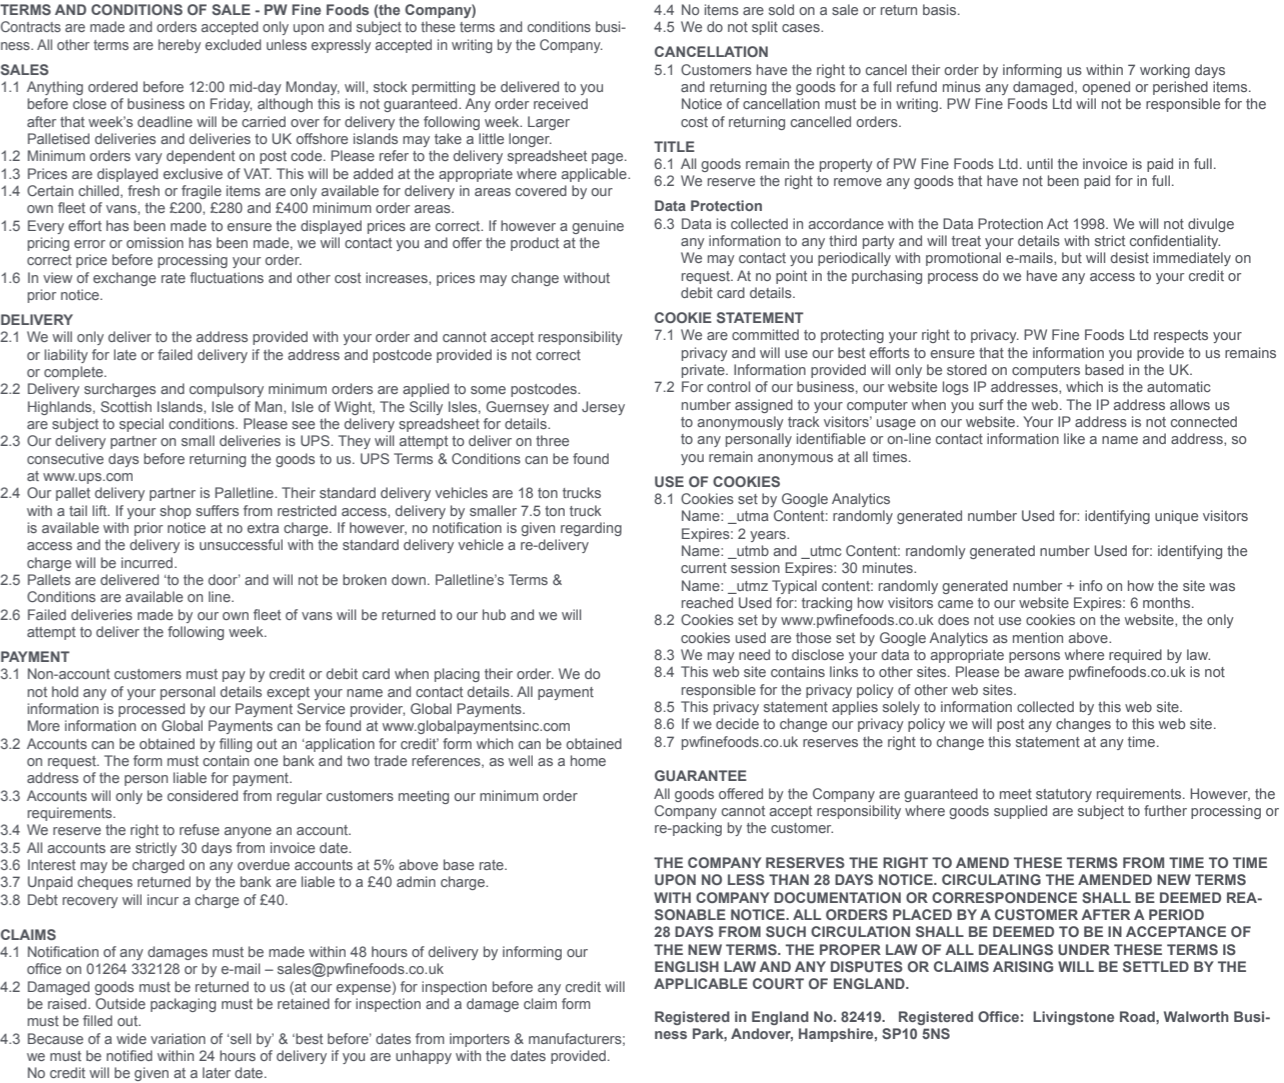 TERMS AND CONDITIONS OF SALE - PW Fine Foods (the Company)
Contracts are made and orders accepted only upon and subject to these terms and conditions busi-
ness. All other terms are hereby excluded unless expressly accepted in writing by the Company.
SALES
1.1 Anything ordered before 12:00 mid-day Monday, will, stock permitting be delivered to you
before close of business on Friday, although this is not guaranteed. Any order received
after that week's deadline will be carried over for delivery the following week. Larger
Palletised deliveries and deliveries to UK offshore islands may take a little longer.
1.2 Minimum orders vary dependent on post code. Please refer to the delivery spreadsheet page.
1.3 Prices are displayed exclusive of VAT. This will be added at the appropriate where applicable.
1.4 Certain chilled, fresh or fragile items are only available for delivery in areas covered by our
own fleet of vans, the £200, £280 and £400 minimum order areas.
1.5 Every effort has been made to ensure the displayed prices are correct. If however a genuine
pricing error or omission has been made, we will contact you and offer the product at the
correct price before processing your order.
1.6 In view of exchange rate fluctuations and other cost increases, prices may change without
prior notice.
DELIVERY
2.1 We will only deliver to the address provided with your order and cannot accept responsibility
or liability for late or failed delivery if the address and postcode provided is not correct
or complete.
2.2 Delivery surcharges and compulsory minimum orders are applied to some postcodes.
Highlands, Scottish Islands, Isle of Man, Isle of Wight, The Scilly Isles, Guernsey and Jersey
are subject to special conditions. Please see the delivery spreadsheet for details.
2.3 Our delivery partner on small deliveries is UPS. They will attempt to deliver on three
consecutive days before returning the goods to us. UPS Terms & Conditions can be found
at www.ups.com
2.4 Our pallet delivery partner is Palletline. Their standard delivery vehicles are 18 ton trucks
with a tail lift. If your shop suffers from restricted access, delivery by smaller 7.5 ton truck
is available with prior notice at no extra charge. If however, no notification is given regarding
access and the delivery is unsuccessful with the standard delivery vehicle a re-delivery
charge will be incurred.
2.5 Pallets are delivered 'to the door' and will not be broken down. Palletline's Terms &
Conditions are available on line.
2.6 Failed deliveries made by our own fleet of vans will be returned to our hub and we will
attempt to deliver the following week.
PAYMENT
3.1 Non-account customers must pay by credit or debit card when placing their order. We do
not hold any of your personal details except your name and contact details. All payment
information is processed by our Payment Service provider, Global Payments.
More information on Global Payments can be found at www.globalpaymentsinc.com
3.2 Accounts can be obtained by filling out an 'application for credit' form which can be obtained
on request. The form must contain one bank and two trade references, as well as a home
address of the person liable for payment.
3.3 Accounts will only be considered from regular customers meeting our minimum order
requirements.
3.4 We reserve the right to refuse anyone an account.
3.5 All accounts are strictly 30 days from invoice date.
3.6 Interest may be charged on any overdue accounts at 5% above base rate.
3.7 Unpaid cheques returned by the bank are liable to a £40 admin charge.
3.8 Debt recovery will incur a charge of £40.
CLAIMS
4.1 Notification of any damages must be made within 48 hours of delivery by informing our
office on 01264 332128 or by e-mail – sales@pwfinefoods.co.uk
4.2 Damaged goods must be returned to us (at our expense) for inspection before any credit will
be raised. Outside packaging must be retained for inspection and a damage claim form
must be filled out.
4.3 Because of a wide variation of 'sell by' & 'best before' dates from importers & manufacturers;
we must be notified within 24 hours of delivery if you are unhappy with the dates provided.
No credit will be given at a later date.
4.4 No items are sold on a sale or return basis.
4.5 We do not split cases.
CANCELLATION
5.1 Customers have the right to cancel their order by informing us within 7 working days
and returning the goods for a full refund minus any damaged, opened or perished items.
Notice of cancellation must be in writing. PW Fine Foods Ltd will not be responsible for the
cost of returning cancelled orders.
TITLE
6.1 All goods remain the property of PW Fine Foods Ltd. until the invoice is paid in full.
6.2 We reserve the right to remove any goods that have not been paid for in full.
Data Protection
6.3 Data is collected in accordance with the Data Protection Act 1998. We will not divulge
any information to any third party and will treat your details with strict confidentiality.
We may contact you periodically with promotional e-mails, but will desist immediately on
request. At no point in the purchasing process do we have any access to your credit or
debit card details.
COOKIE STATEMENT
7.1 We are committed to protecting your right to privacy. PW Fine Foods Ltd respects your
privacy and will use our best efforts to ensure that the information you provide to us remains
private. Information provided will only be stored on computers based in the UK.
7.2 For control of our business, our website logs IP addresses, which is the automatic
number assigned to your computer when you surf the web. The IP address allows us
to anonymously track visitors' usage on our website. Your IP address is not connected
to any personally identifiable or on-line contact information like a name and address, so
you remain anonymous at all times.
USE OF COOKIES
8.1 Cookies set by Google Analytics
Name: _utma Content: randomly generated number Used for: identifying unique visitors
Expires: 2 years.
Name: _utmb and _utmc Content: randomly generated number Used for: identifying the
current session Expires: 30 minutes.
Name: _utmz Typical content: randomly generated number + info on how the site was
reached Used for: tracking how visitors came to our website Expires: 6 months.
8.2 Cookies set by www.pwfinefoods.co.uk does not use cookies on the website, the only
cookies used are those set by Google Analytics as mention above.
8.3 We may need to disclose your data to appropriate persons where required by law.
8.4 This web site contains links to other sites. Please be aware pwfinefoods.co.uk is not
responsible for the privacy policy of other web sites.
8.5 This privacy statement applies solely to information collected by this web site.
8.6 If we decide to change our privacy policy we will post any changes to this web site.
8.7 pwfinefoods.co.uk reserves the right to change this statement at any time.
GUARANTEE
All goods offered by the Company are guaranteed to meet statutory requirements. However, the
Company cannot accept responsibility where goods supplied are subject to further processing or
re-packing by the customer.
THE COMPANY RESERVES THE RIGHT TO AMEND THESE TERMS FROM TIME TO TIME
UPON NO LESS THAN 28 DAYS NOTICE. CIRCULATING THE AMENDED NEW TERMS
WITH COMPANY DOCUMENTATION OR CORRESPONDENCE SHALL BE DEEMED REA-
SONABLE NOTICE. ALL ORDERS PLACED BY A CUSTOMER AFTER A PERIOD
28 DAYS FROM SUCH CIRCULATION SHALL BE DEEMED TO BE IN ACCEPTANCE OF
THE NEW TERMS. THE PROPER LAW OF ALL DEALINGS UNDER THESE TERMS IS
ENGLISH LAW AND ANY DISPUTES OR CLAIMS ARISING WILL BE SETTLED BY THE
APPLICABLE COURT OF ENGLAND.
Registered in England No. 82419. Registered Office: Livingstone Road, Walworth Busi-
ness Park, Andover, Hampshire, SP10 5NS